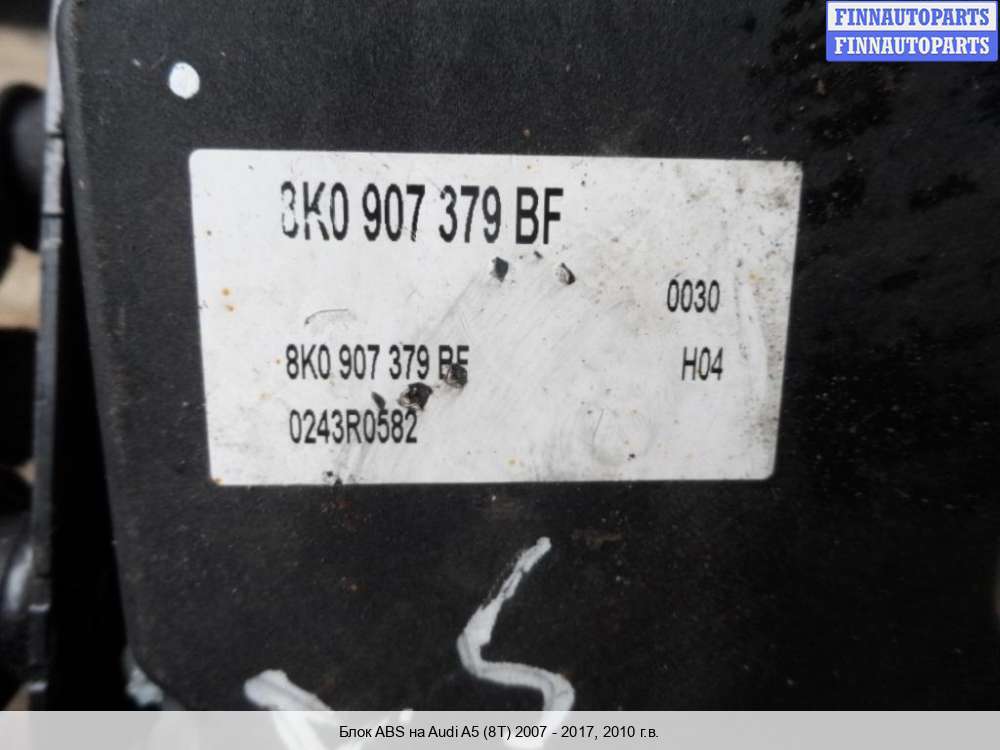 FINNAUTOPARTS
FINNAUTOPARTS
8K0 907 379 BF
0030
8K0 907 379 BF
H04
0243R0582
Блок ABS на Audi A5 (8T) 2007 - 2017, 2010 г.в.